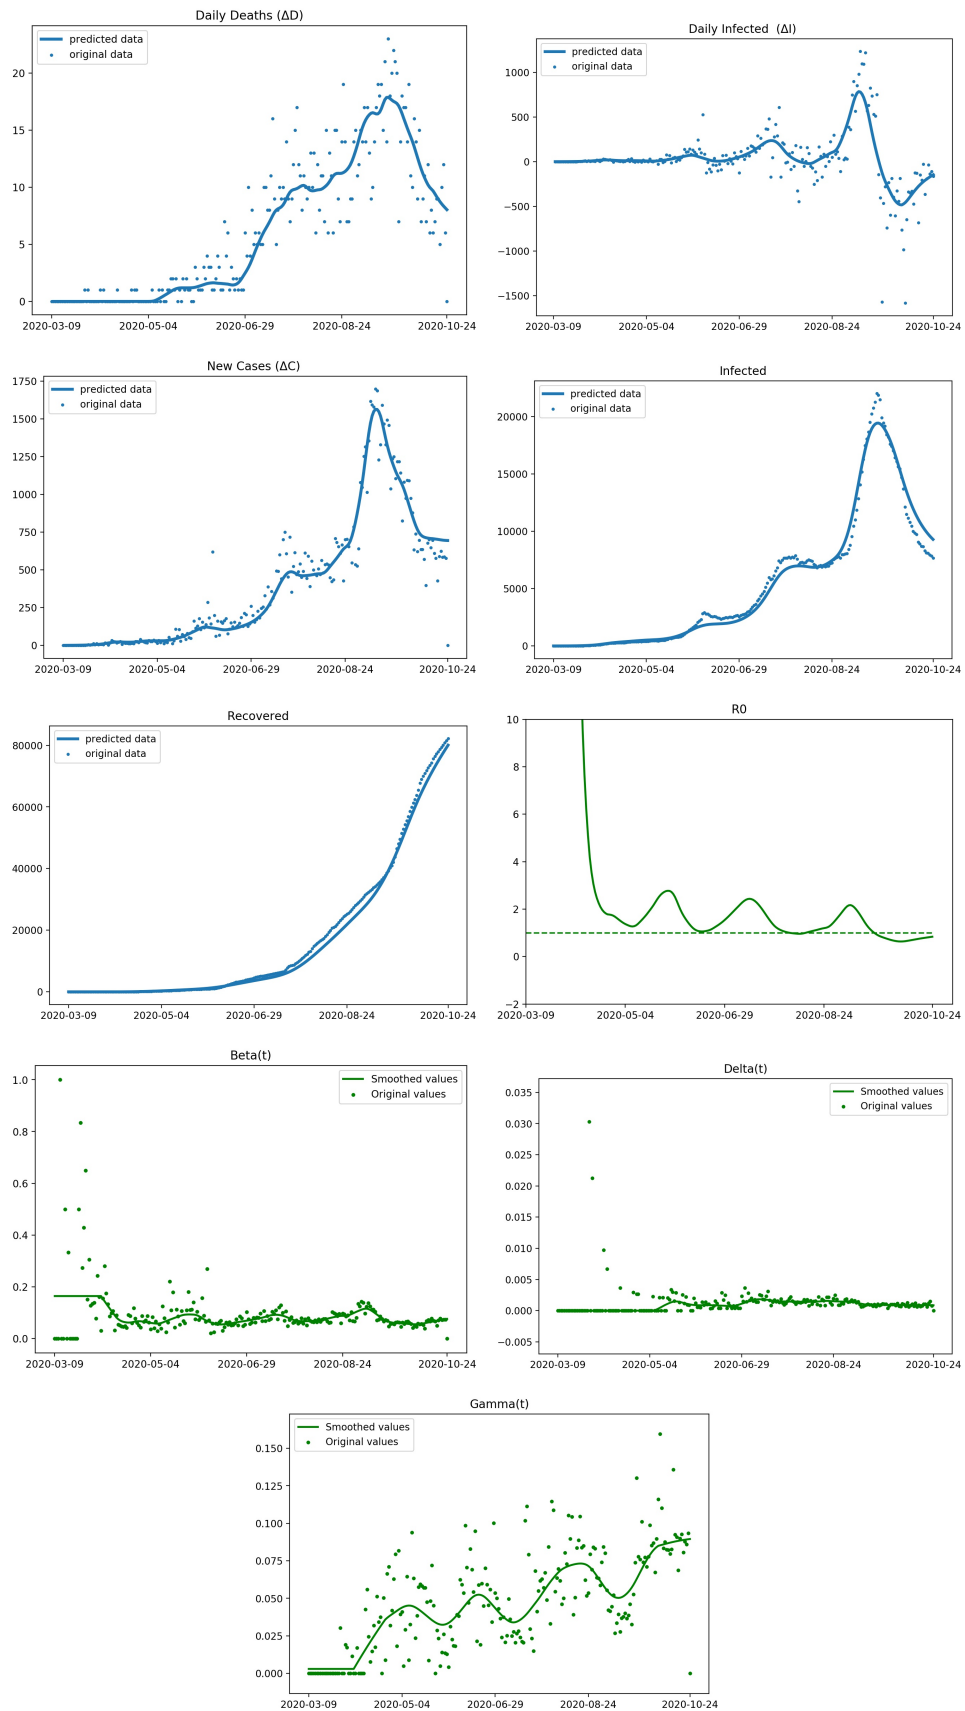 Daily Deaths (ΔD)
predicted data
original data
20
15
10
5
0
2020-03-09 2020-05-04 2020-06-29 2020-08-24 2020-10-24
Daily Infected (ΔI)
predicted data
original data
1000
500
0
−500
−1000
−1500
2020-03-09 2020-05-04 2020-06-29 2020-08-24 2020-10-24
New Cases (ΔC)
predicted data
original data
1750
1500
1250
1000
750
500
250
0
2020-03-09 2020-05-04 2020-06-29 2020-08-24 2020-10-24
Infected
predicted data
original data
20000
15000
10000
5000
0
2020-03-09 2020-05-04 2020-06-29 2020-08-24 2020-10-24
Recovered
predicted data
original data
80000
60000
40000
20000
0
2020-03-09 2020-05-04 2020-06-29 2020-08-24 2020-10-24
R0
10
8
6
4
2
0
−2
2020-03-09 2020-05-04 2020-06-29 2020-08-24 2020-10-24
Beta(t)
Smoothed values
Original values
1.0
0.8
0.6
0.4
0.2
0.0
2020-03-09 2020-05-04 2020-06-29 2020-08-24 2020-10-24
Delta(t)
Smoothed values
Original values
0.035
0.030
0.025
0.020
0.015
0.010
0.005
0.000
−0.005
2020-03-09 2020-05-04 2020-06-29 2020-08-24 2020-10-24
Gamma(t)
Smoothed values
Original values
0.150
0.125
0.100
0.075
0.050
0.025
0.000
2020-03-09 2020-05-04 2020-06-29 2020-08-24 2020-10-24